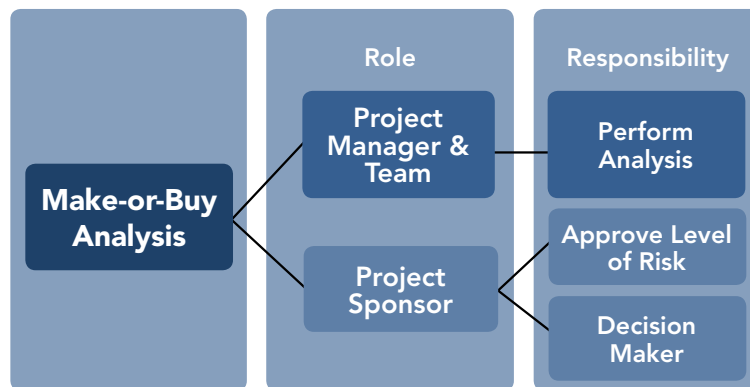 Role
Responsibility
Project
Manager &
Team
Perform
Analysis
Make-or-Buy
Analysis
Approve Level
of Risk
Project
Sponsor
Decision
Maker